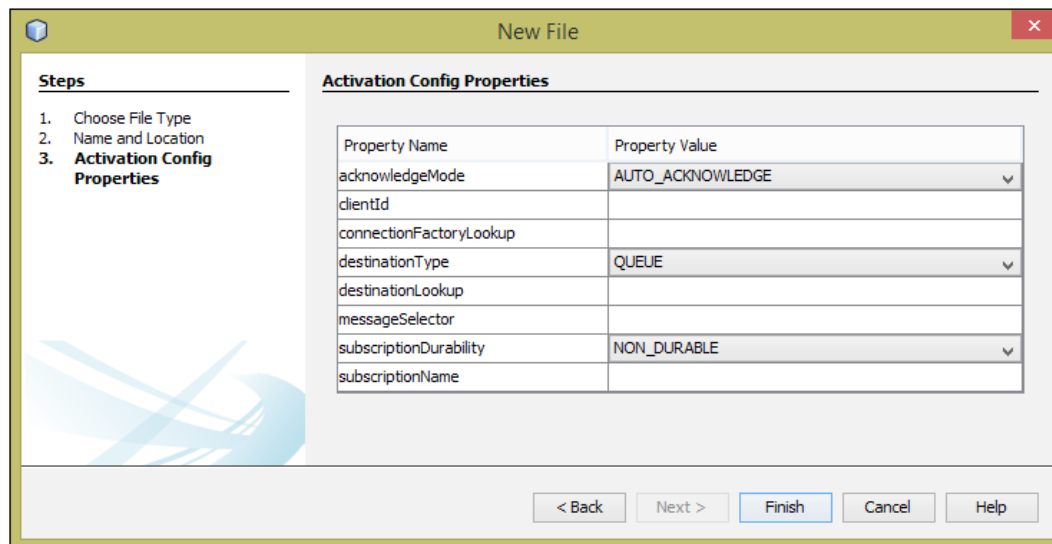 New File
Steps
1. Choose File Type
2. Name and Location
3. Activation Config
Properties
Activation Config Properties
Property Name Property Value
acknowledgeMode AUTO_ACKNOWLEDGE
clientId
connectionFactoryLookup
destinationType QUEUE
destinationLookup
messageSelector
subscriptionDurability NON_DURABLE
subscriptionName
< Back Next > Finish Cancel Help